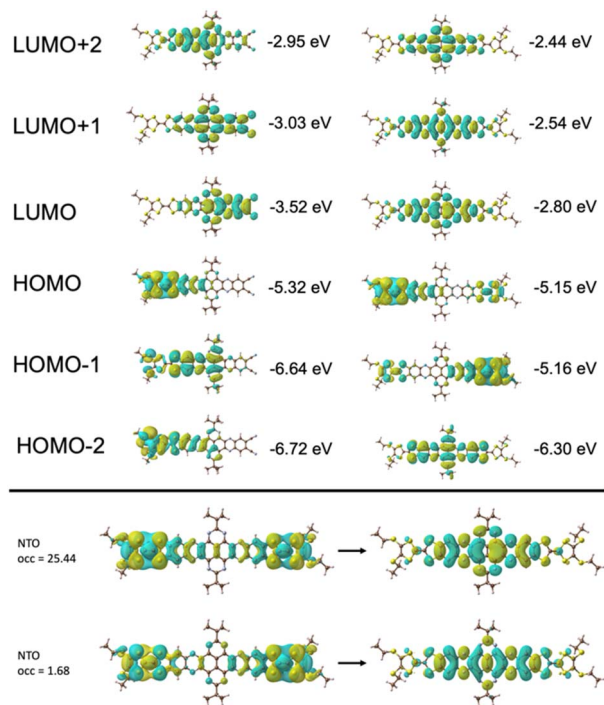 LUMO+2 -2.95 eV -2.44 eV
LUMO+1 -3.03 eV -2.54 eV
LUMO -3.52 eV -2.80 eV
HOMO -5.32 eV -5.15 eV
HOMO-1 -6.64 eV -5.16 eV
HOMO-2 -6.72 eV -6.30 eV
NTO
occ = 25.44
NTO
occ = 1.68